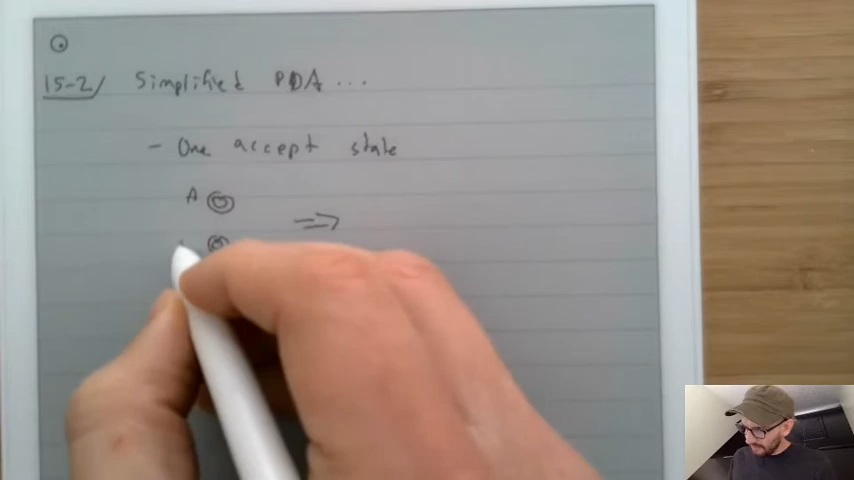 15-2/ Simplified PDA...
- One accept state
A